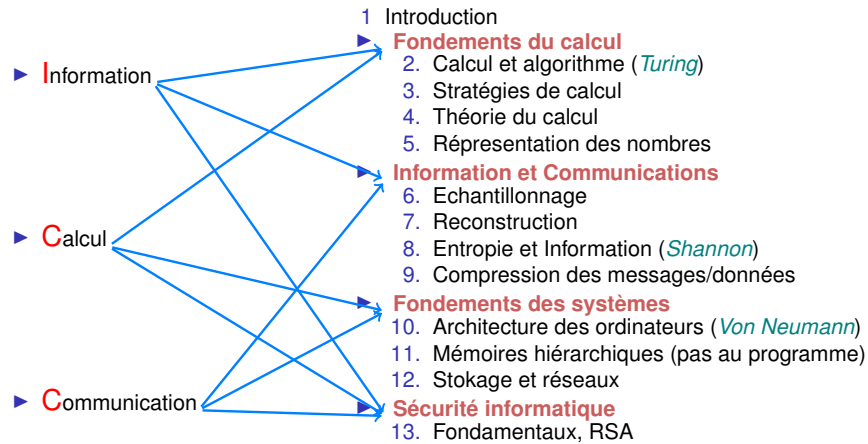 Information
Calcul
Communication
1 Introduction
Fondements du calcul
2. Calcul et algorithme (Turing)
3. Stratégies de calcul
4. Théorie du calcul
5. Répresentation des nombres
Information et Communications
6. Echantillonnage
7. Reconstruction
8. Entropie et Information (Shannon)
9. Compression des messages/données
Fondements des systèmes
10. Architecture des ordinateurs (Von Neumann)
11. Mémoires hiérarchiques (pas au programme)
12. Stokage et réseaux
Sécurité informatique
13. Fondamentaux, RSA